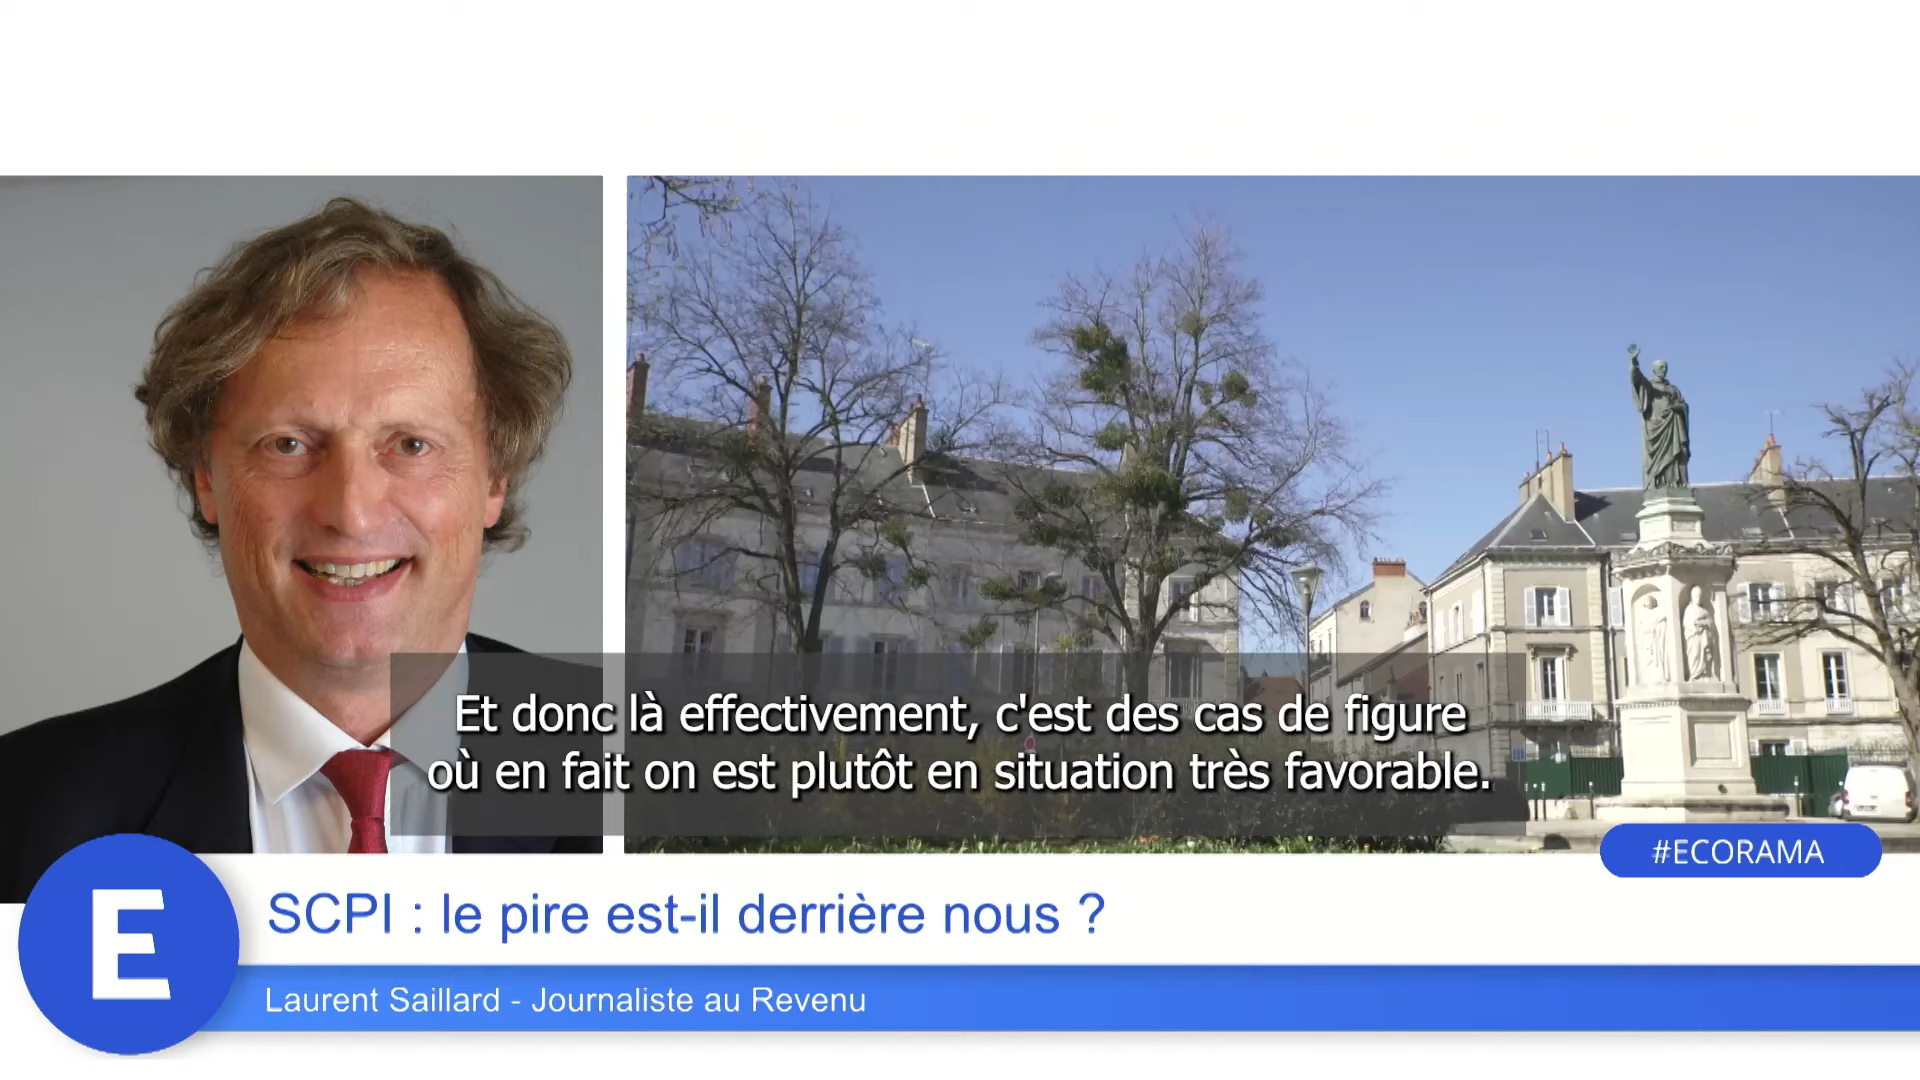 Et donc là effectivement, c'est des cas de figure
où en fait on est plutôt en situation très favorable.
#ECORAMA
E
SCPI : le pire est-il derrière nous ?
Laurent Saillard - Journaliste au Revenu